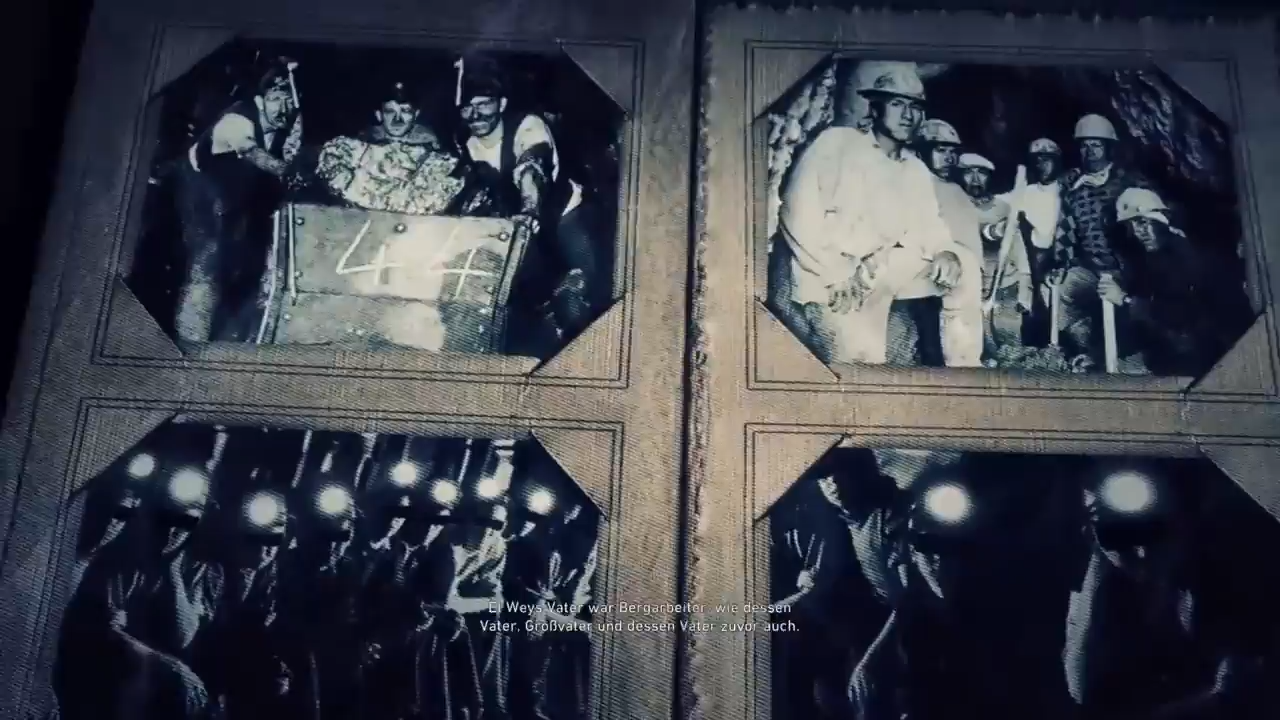 44
El Weys Vater war Bergarbeiter, wie dessen
Vater, Großvater und dessen Vater zuvor auch.